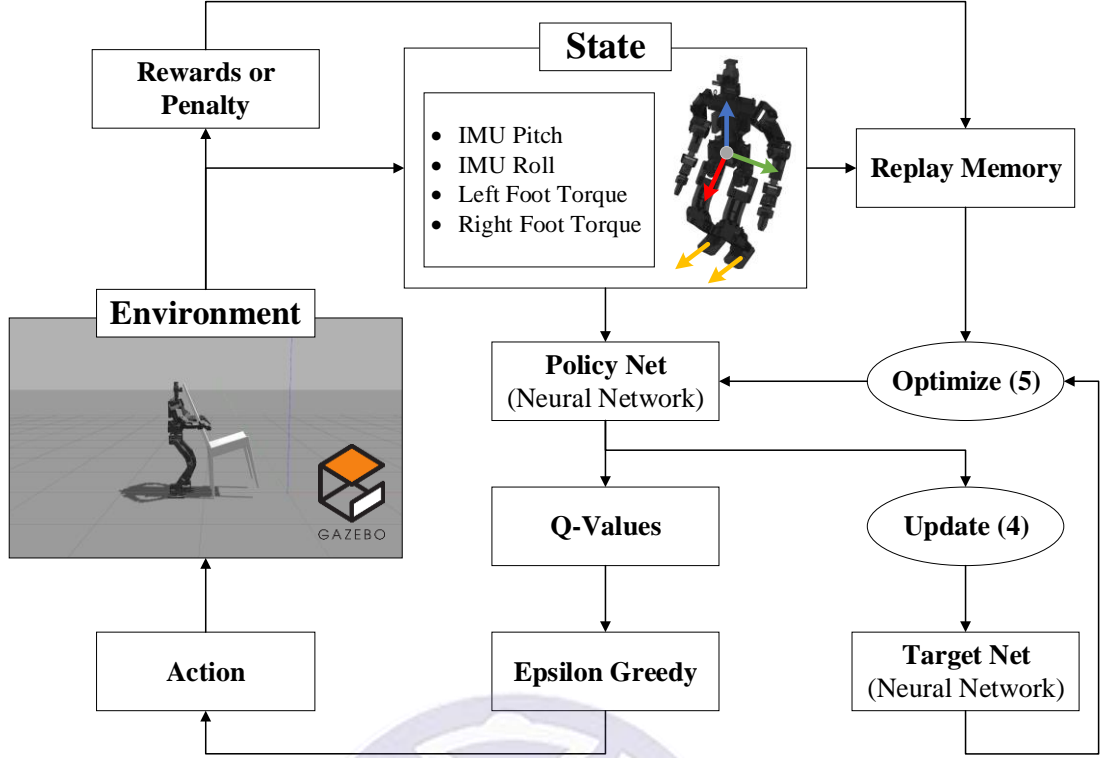 Rewards or
Penalty
State
• IMU Pitch
• IMU Roll
• Left Foot Torque
• Right Foot Torque
Replay Memory
Environment
GAZEBO
Policy Net
(Neural Network)
Optimize (5)
Q-Values
Update (4)
Action
Epsilon Greedy
Target Net
(Neural Network)